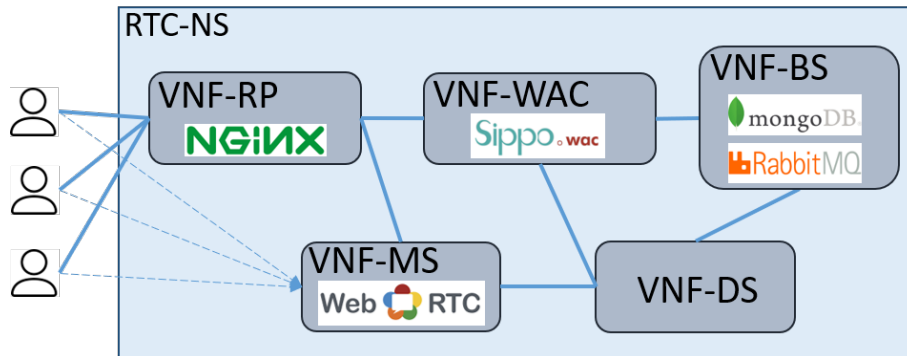 RTC-NS
VNF-RP
NGiNX
VNF-WAC
Sippo wac
VNF-BS
mongoDB
RabbitMQ
VNF-MS
Web RTC
VNF-DS